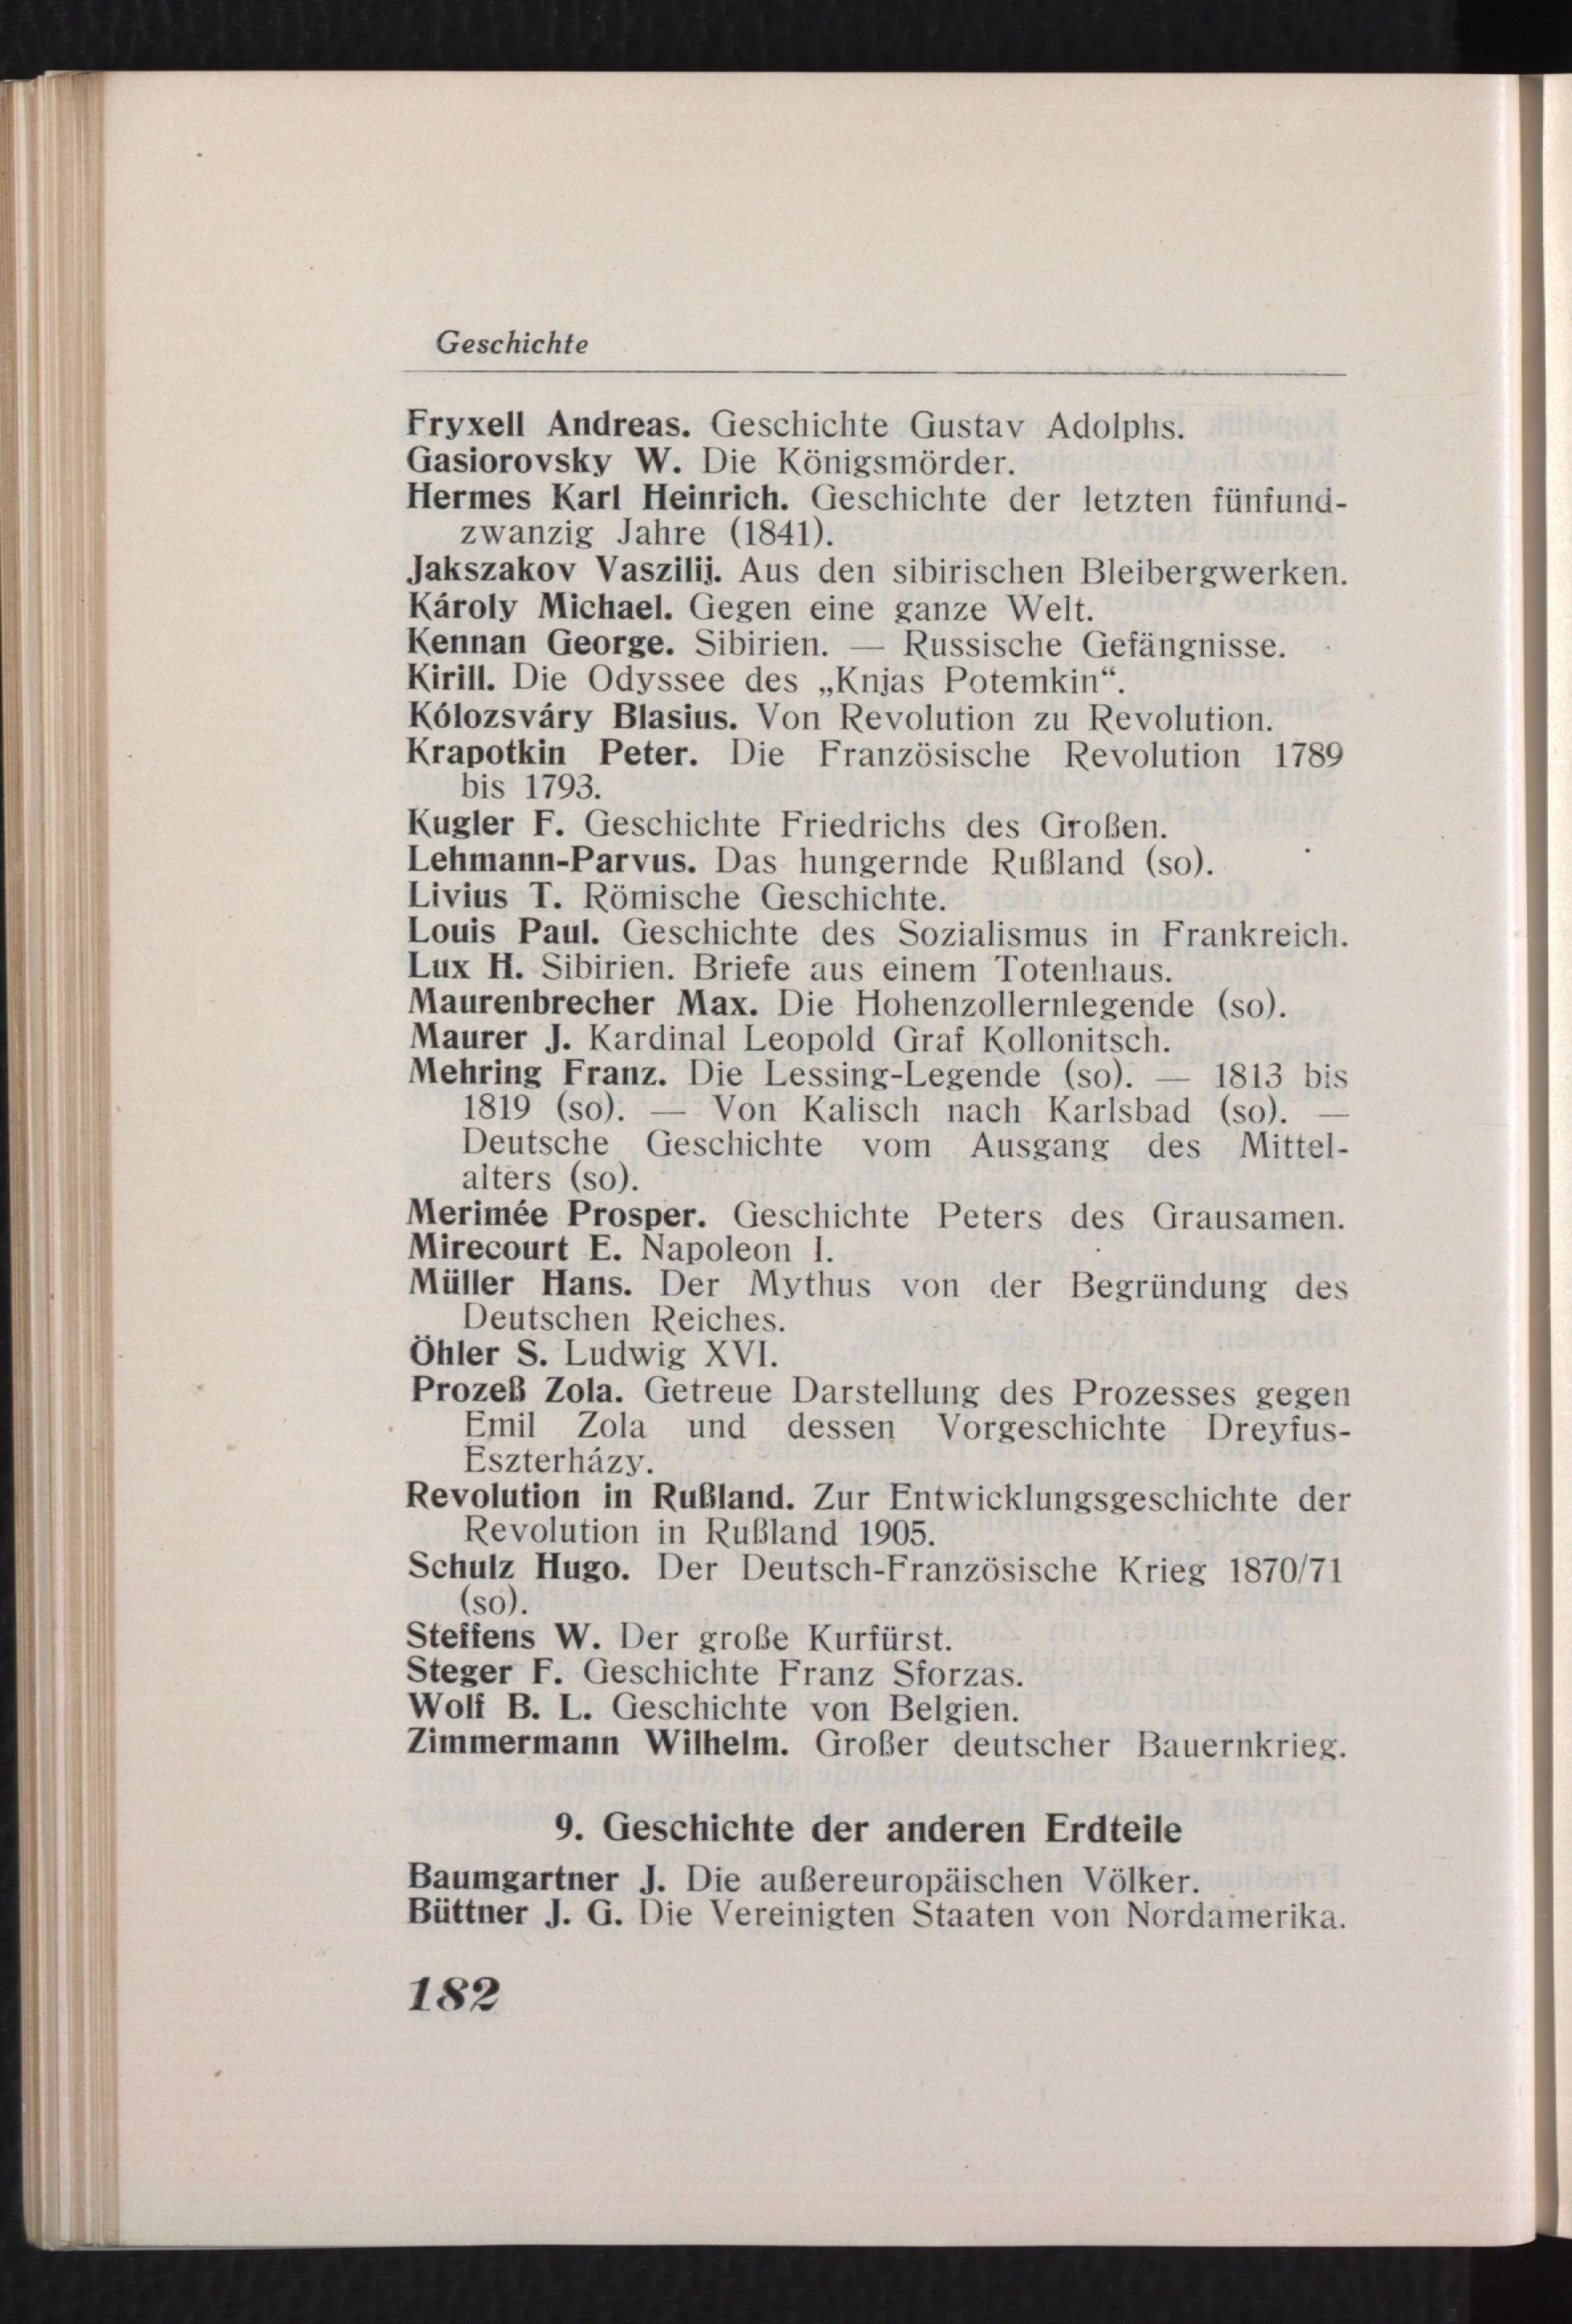 Geschichte
Fryxell Andreas. Geschichte Gustav Adolphs.
Gasiorovsky W. Die Königsmörder.
Hermes Karl Heinrich. Geschichte der letzten fünfund-
zwanzig Jahre (1841).
Jakszakov Vaszilij. Aus den sibirischen Bleibergwerken.
Károly Michael. Gegen eine ganze Welt.
Kennan George. Sibirien. — Russische Gefängnisse.
Kirill. Die Odyssee des „Knjas Potemkin“.
Kólozsváry Blasius. Von Revolution zu Revolution.
Krapotkin Peter. Die Französische Revolution 1789
bis 1793.
Kugler F. Geschichte Friedrichs des Großen.
Lehmann-Parvus. Das hungernde Rußland (so).
Livius T. Römische Geschichte.
Louis Paul. Geschichte des Sozialismus in Frankreich.
Lux H. Sibirien. Briefe aus einem Totenhaus.
Maurenbrecher Max. Die Hohenzollernlegende (so).
Maurer J. Kardinal Leopold Graf Kollonitsch.
Mehring Franz. Die Lessing-Legende (so). — 1813 bis
1819 (so). — Von Kalisch nach Karlsbad (so). —
Deutsche Geschichte vom Ausgang des Mittel-
alters (so).
Merimée Prosper. Geschichte Peters des Grausamen.
Mirecourt E. Napoleon I.
Müller Hans. Der Mythus von der Begründung des
Deutschen Reiches.
Öhler S. Ludwig XVI.
Prozeß Zola. Getreue Darstellung des Prozesses gegen
Emil Zola und dessen Vorgeschichte Dreyfus-
Eszterházy.
Revolution in Rußland. Zur Entwicklungsgeschichte der
Revolution in Rußland 1905.
Schulz Hugo. Der Deutsch-Französische Krieg 1870/71
(so).
Steffens W. Der große Kurfürst.
Steger F. Geschichte Franz Sforzas.
Wolf B. L. Geschichte von Belgien.
Zimmermann Wilhelm. Großer deutscher Bauernkrieg.
9. Geschichte der anderen Erdteile
Baumgartner J. Die außereuropäischen Völker.
Büttner J. G. Die Vereinigten Staaten von Nordamerika.
182